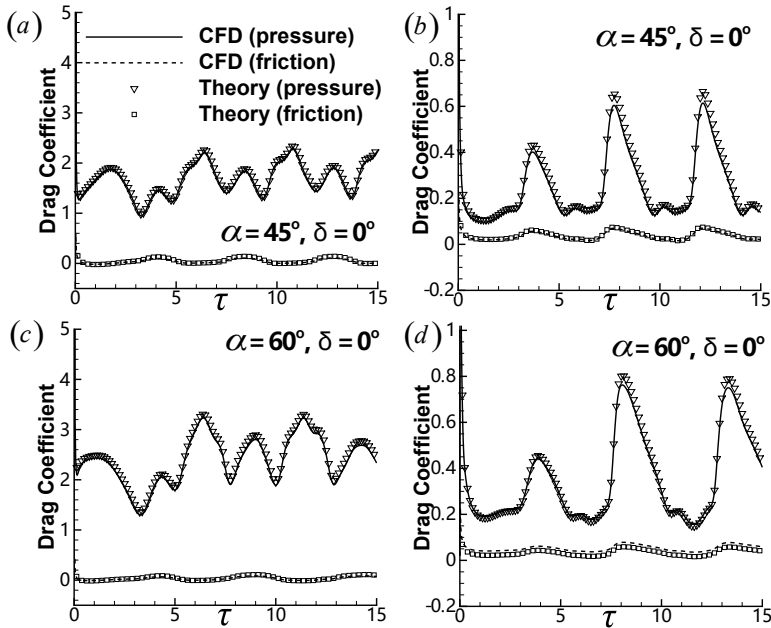 (a)
5
4
3
2
1
0
Drag Coefficient
CFD (pressure)
CFD (friction)
Theory (pressure)
Theory (friction)
α = 45°, δ = 0°
0
5
10
15
τ
(b)
1
0.8
0.6
0.4
0.2
0
-0.2
Drag Coefficient
α = 45°, δ = 0°
0
5
10
15
τ
(c)
5
4
3
2
1
0
Drag Coefficient
α = 60°, δ = 0°
0
5
10
15
τ
(d)
1
0.8
0.6
0.4
0.2
0
-0.2
Drag Coefficient
α = 60°, δ = 0°
0
5
10
15
τ